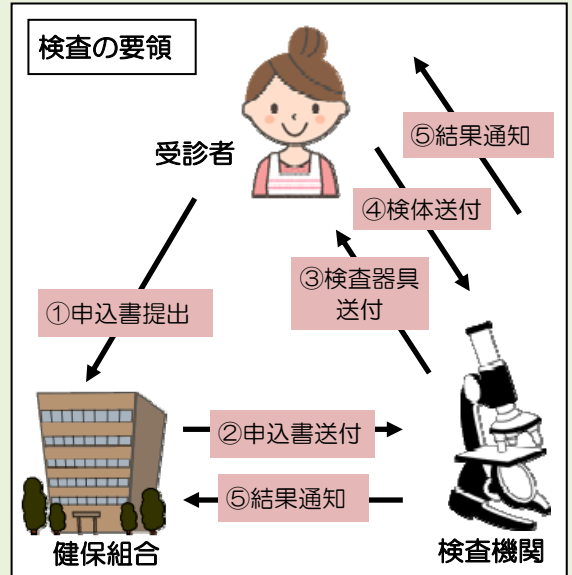 検査の要領
⑤結果通知
受診者
④検体送付
③検査器具
送付
①申込書提出
②申込書送付
⑤結果通知
健保組合
検査機関